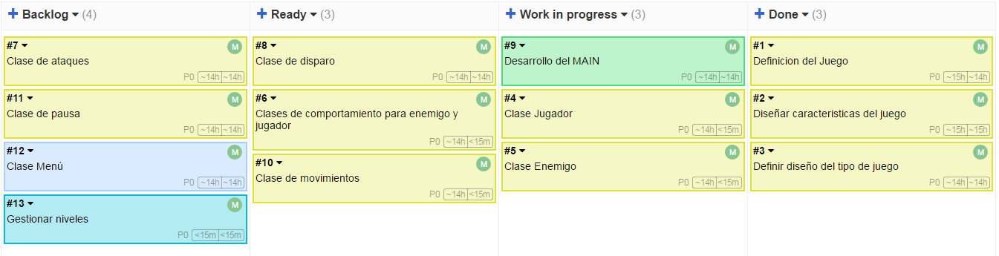 Backlog (4)
#7
M
Clase de ataques
P0 ~14h ~14h
#11
M
Clase de pausa
P0 ~14h ~14h
#12
M
Clase Menú
P0 ~14h ~14h
#13
M
Gestionar niveles
P0 <15m <15m
Ready (3)
#8
M
Clase de disparo
P0 ~14h ~14h
#6
M
Clases de comportamiento para enemigo y
jugador
P0 ~14h <15m
#10
M
Clase de movimientos
P0 ~14h <15m
Work in progress (3)
#9
M
Desarrollo del MAIN
P0 ~14h ~14h
#4
M
Clase Jugador
P0 ~14h <15m
#5
M
Clase Enemigo
P0 ~14h <15m
Done (3)
#1
M
Definicion del Juego
P0 ~15h ~14h
#2
M
Diseñar caracteristicas del juego
P0 ~15h ~15h
#3
M
Definir diseño del tipo de juego
P0 ~14h ~14h